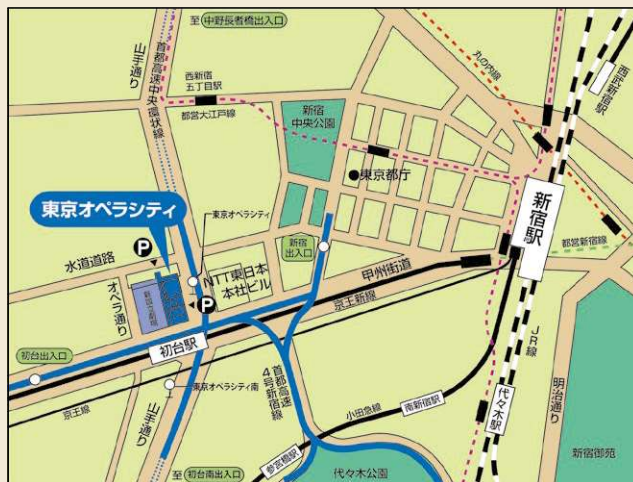 至
中野長者橋出入口
山手通り
首都高速中央環状線
西新宿
五丁目駅
都営大江戸線
新宿
中央公園
東京都庁
丸の内線
西武新宿駅
新宿駅
東京オペラシティ
東京オペラシティ
P
水道道路
オペラ通り
新国立劇場
NTT東日本
本社ビル
P
新宿
出入口
甲州街道
京王新線
都営新宿線
初台駅
初台出入口
東京オペラシティ南
京王線
山手通り
首都高速
4号新宿線
小田急線
南新宿駅
参宮橋駅
JR線
代々木駅
明治通り
新宿御苑
至
初台南出入口
代々木公園